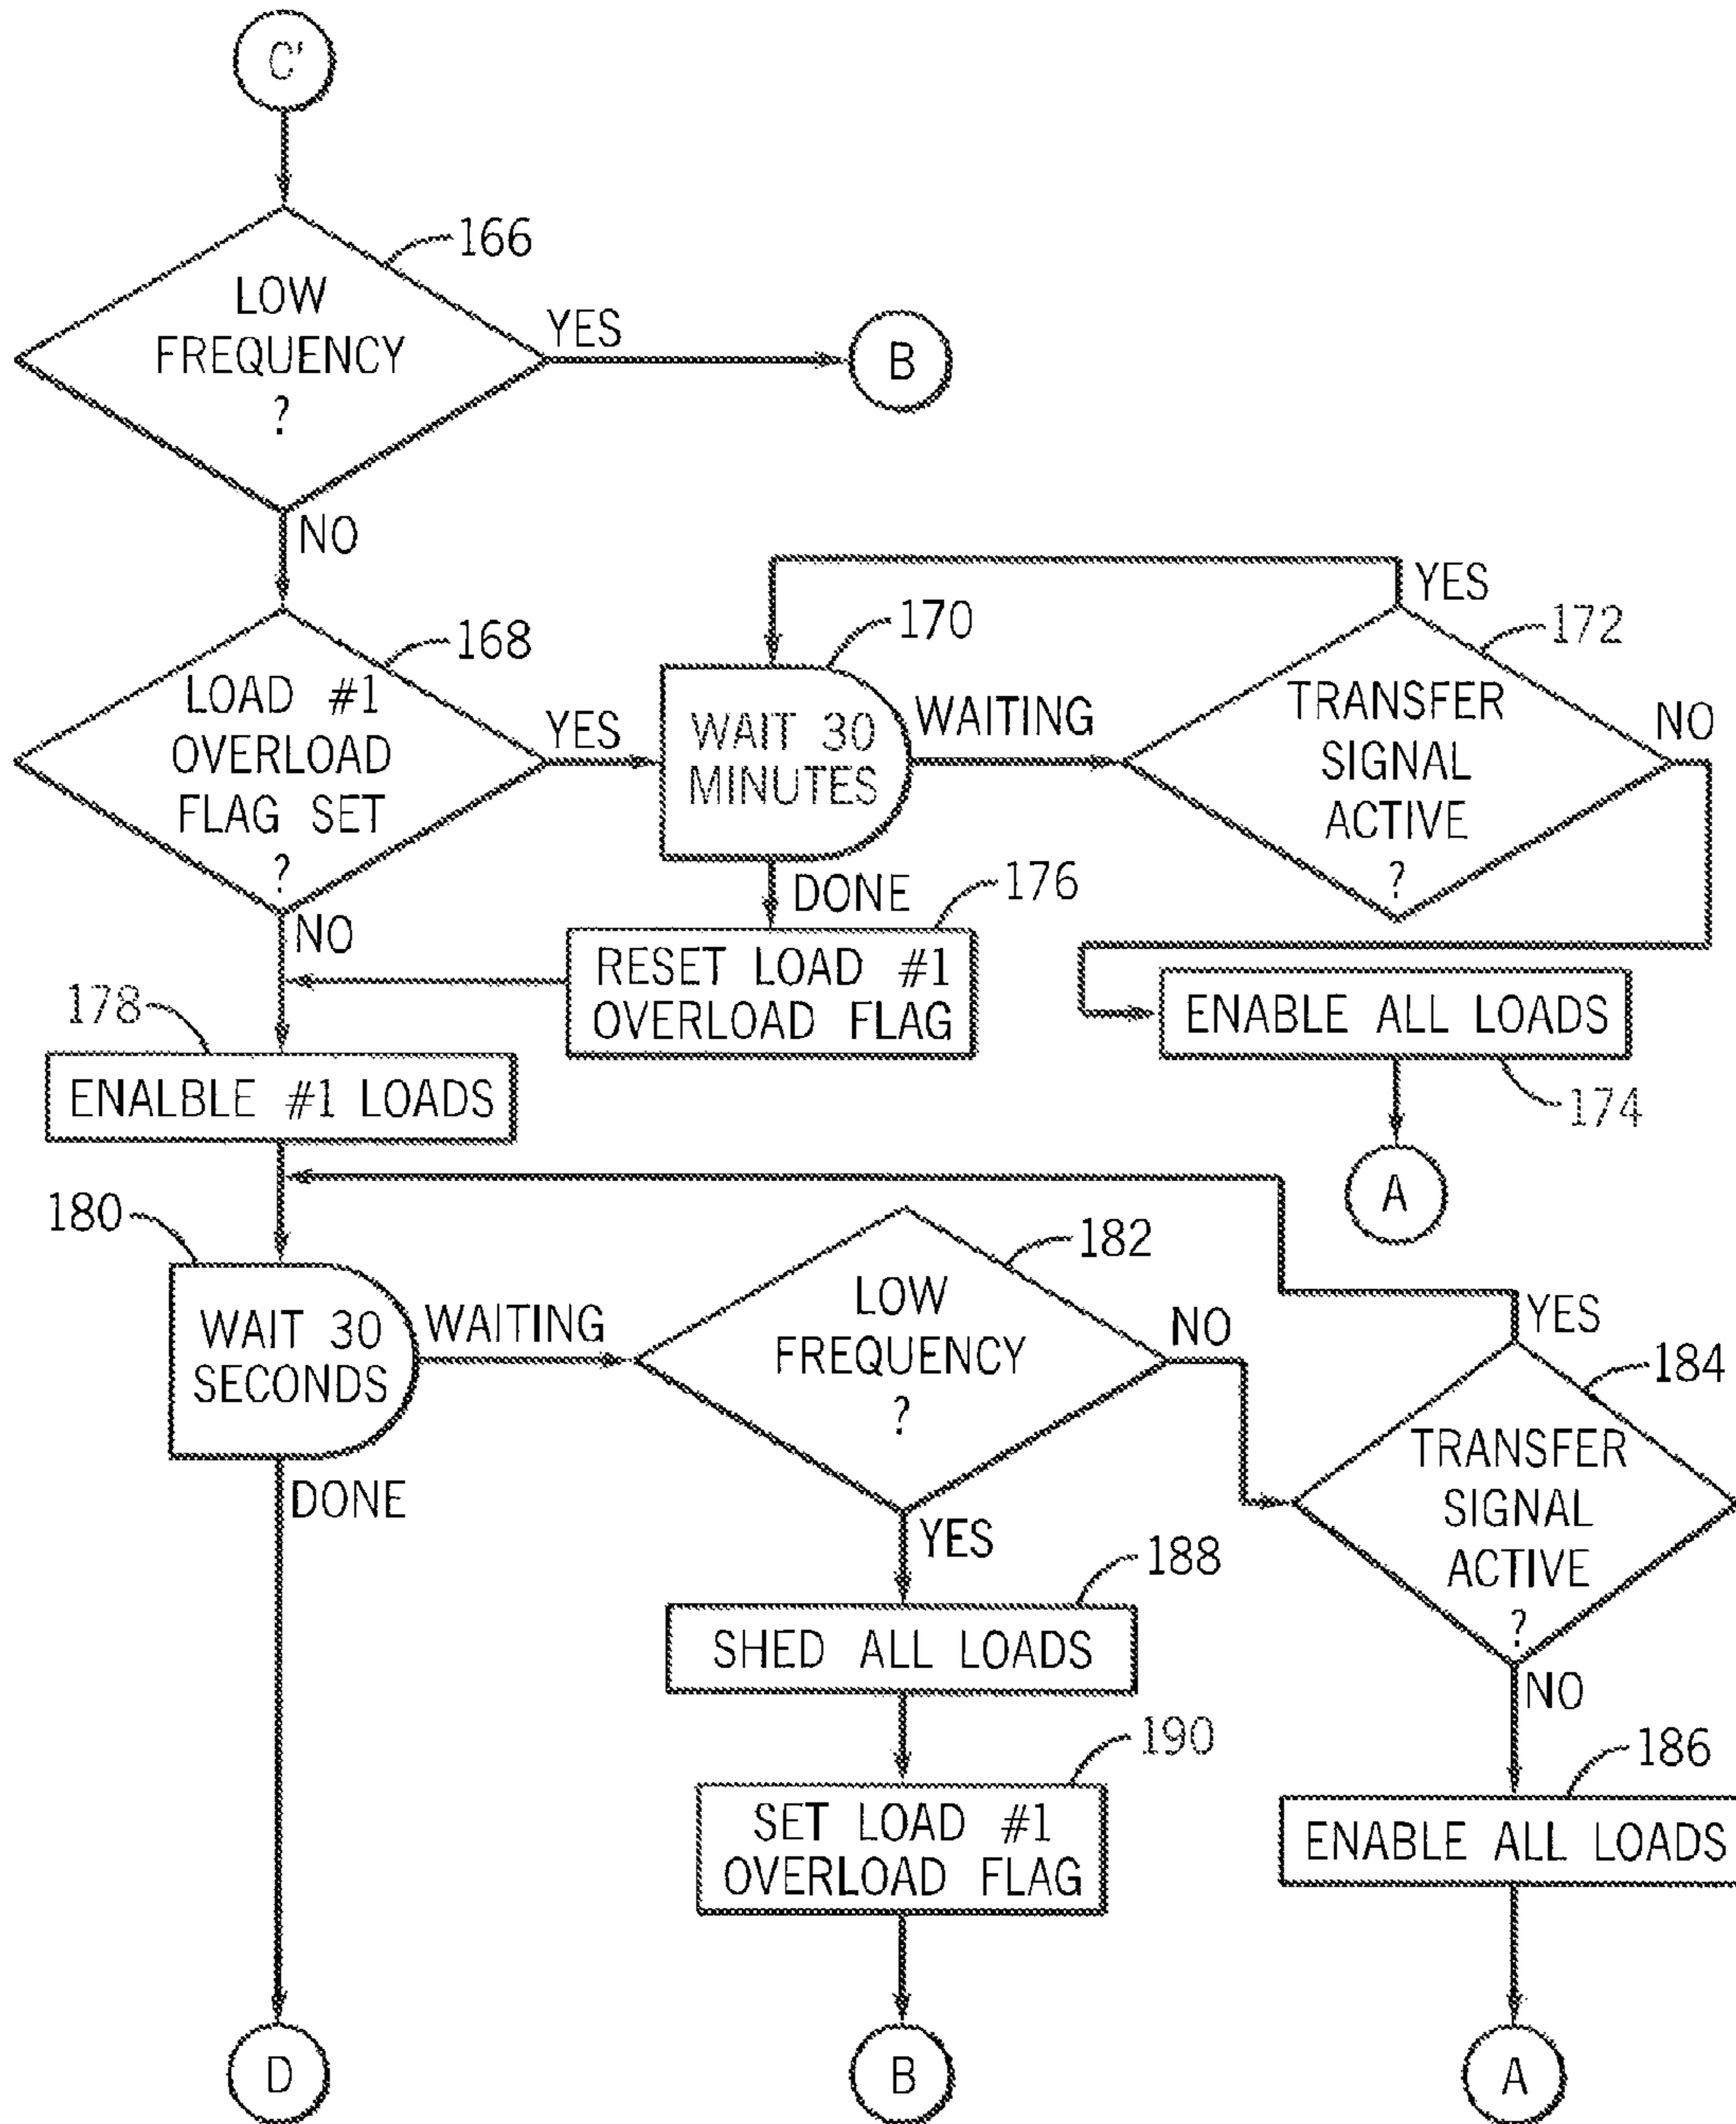 C'
166
LOW
FREQUENCY
?
YES
B
NO
168
LOAD #1
OVERLOAD
FLAG SET
?
YES
170
WAIT 30
MINUTES
WAITING
YES
172
TRANSFER
SIGNAL
ACTIVE
?
NO
NO
DONE
176
RESET LOAD #1
OVERLOAD FLAG
ENABLE ALL LOADS
174
A
178
ENALBLE #1 LOADS
180
WAIT 30
SECONDS
WAITING
182
LOW
FREQUENCY
?
NO
YES
184
TRANSFER
SIGNAL
ACTIVE
?
DONE
YES
188
SHED ALL LOADS
NO
190
SET LOAD #1
OVERLOAD FLAG
186
ENABLE ALL LOADS
D
B
A